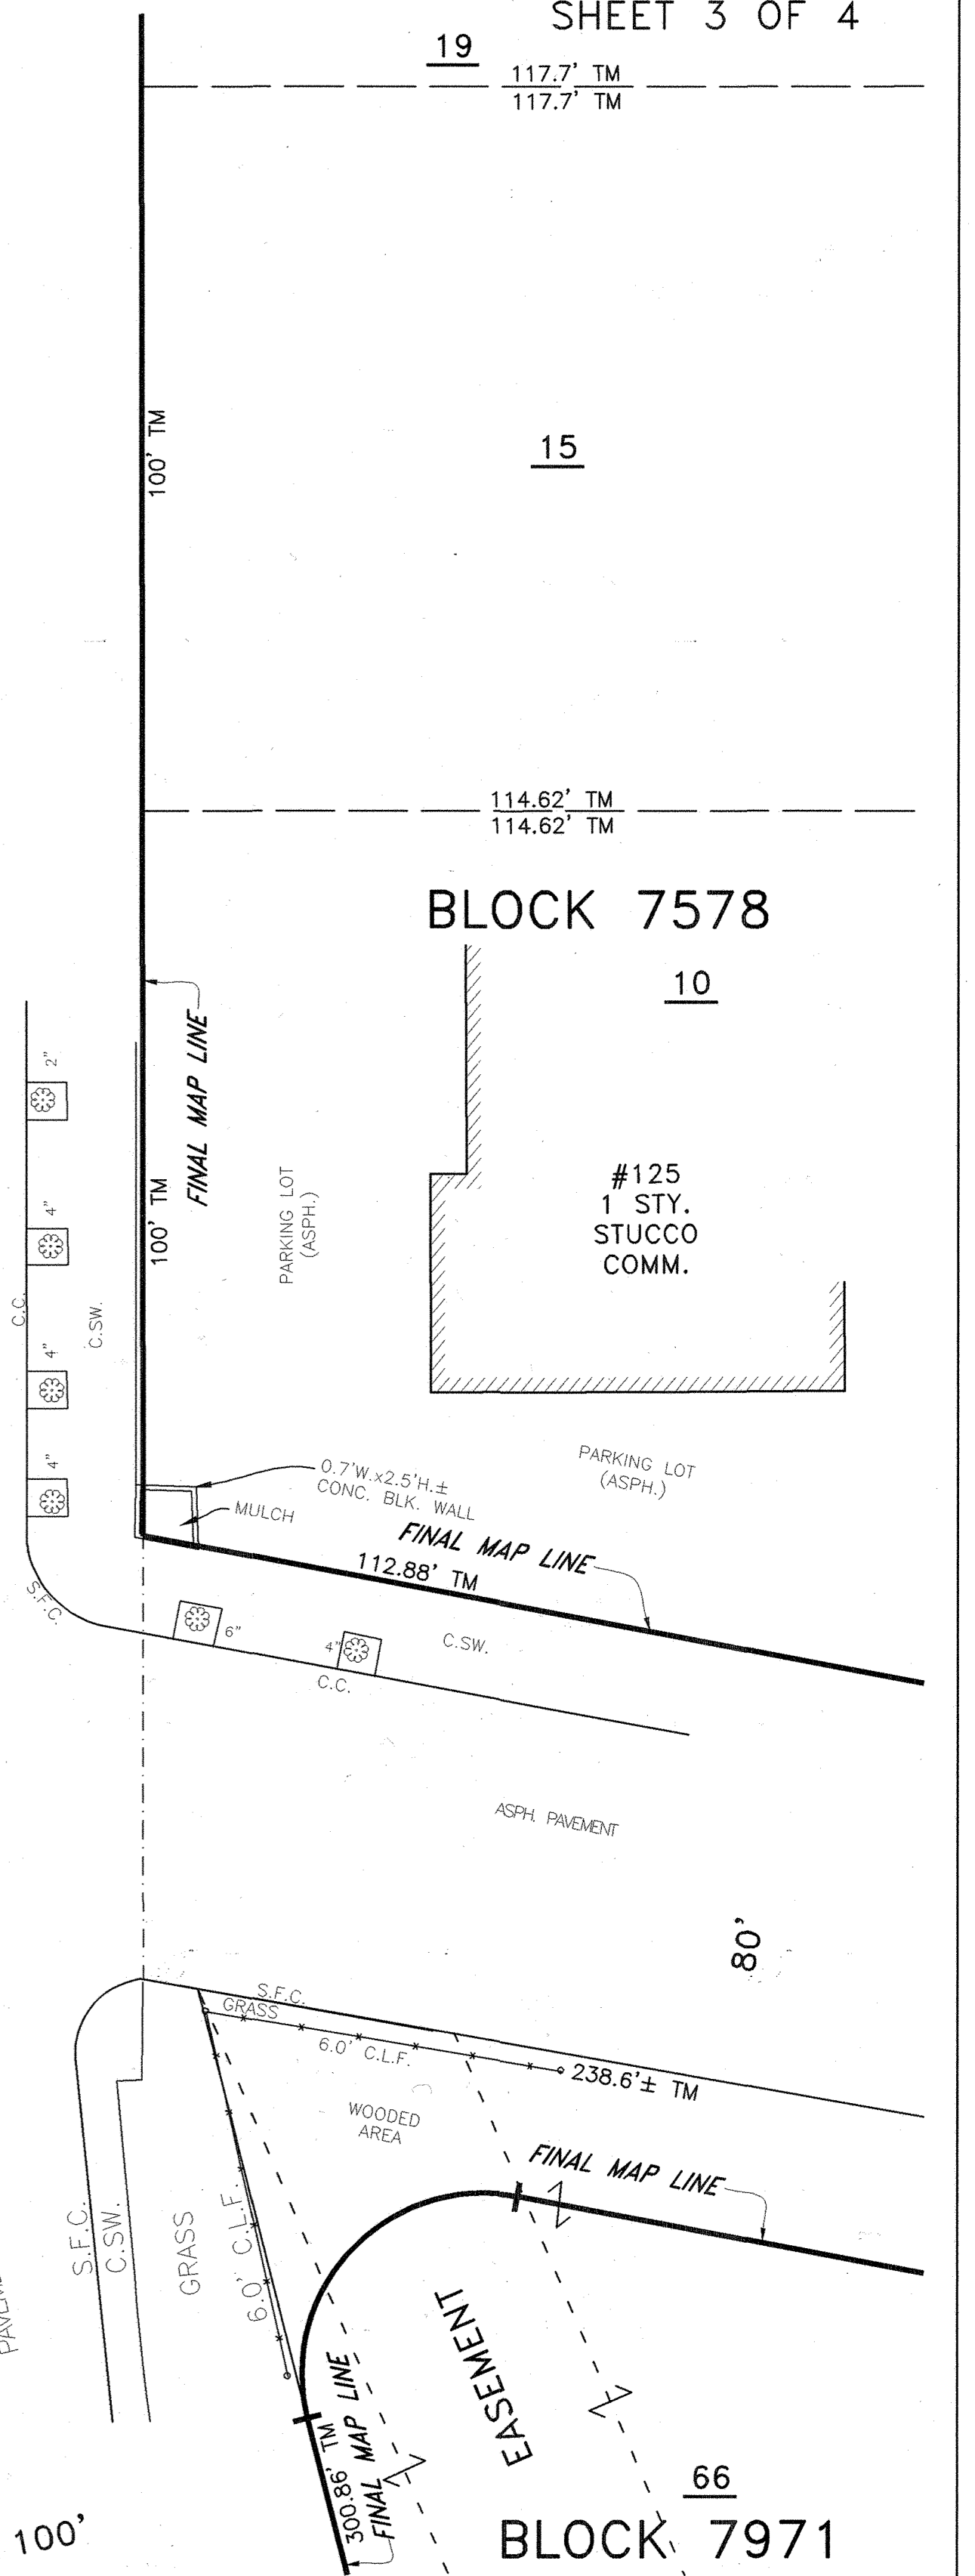 SHEET 3 OF 4
19
117.7' TM
117.7' TM
100' TM
15
114.62' TM
114.62' TM
BLOCK 7578
10
FINAL MAP LINE
2"
100' TM
PARKING LOT
(ASPH.)
#125
1 STY.
STUCCO
COMM.
4"
C.C.
C.SW.
4"
4"
PARKING LOT
(ASPH.)
0.7'W.x2.5'H.±
CONC. BLK. WALL
MULCH
FINAL MAP LINE
112.88' TM
S.F.C.
6"
4"
C.SW.
C.C.
ASPH. PAVEMENT
80'
S.F.C.
GRASS
6.0' C.L.F.
238.6'± TM
WOODED
AREA
FINAL MAP LINE
S.F.C.
C.SW.
GRASS
6.0' C.L.F.
EASEMENT
300.86' TM
FINAL MAP LINE
66
100'
BLOCK 7971